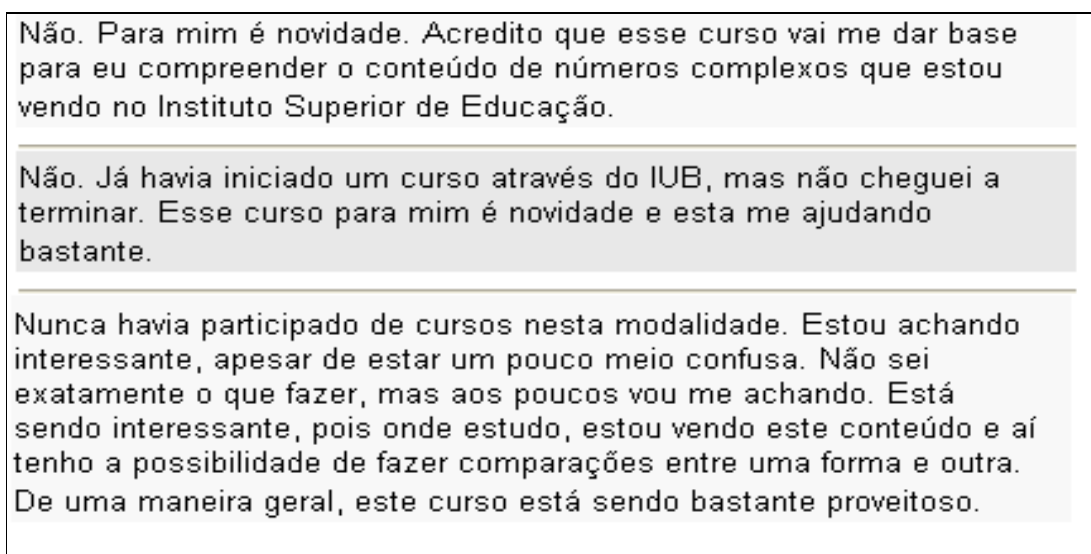 Não. Para mim é novidade. Acredito que esse curso vai me dar base
para eu compreender o conteúdo de números complexos que estou
vendo no Instituto Superior de Educação.
Não. Já havia iniciado um curso através do IUB, mas não cheguei a
terminar. Esse curso para mim é novidade e esta me ajudando
bastante.
Nunca havia participado de cursos nesta modalidade. Estou achando
interessante, apesar de estar um pouco meio confusa. Não sei
exatamente o que fazer, mas aos poucos vou me achando. Está
sendo interessante, pois onde estudo, estou vendo este conteúdo e aí
tenho a possibilidade de fazer comparações entre uma forma e outra.
De uma maneira geral, este curso está sendo bastante proveitoso.